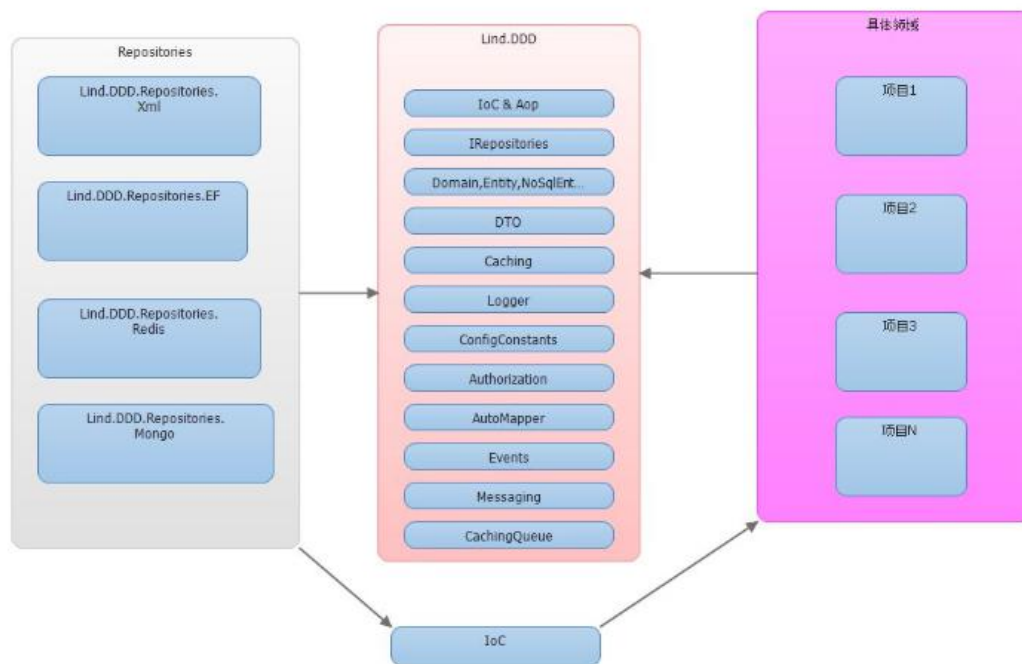 Repositories
Lind.DDD.Repositories.
Xml
Lind.DDD.Repositories.EF
Lind.DDD.Repositories.
Redis
Lind.DDD.Repositories.
Mongo
Lind.DDD
IoC & Aop
IRepositories
Domain,Entity,NoSqlEnt...
DTO
Caching
Logger
ConfigConstants
Authorization
AutoMapper
Events
Messaging
CachingQueue
具体领域
项目1
项目2
项目3
项目N
IoC